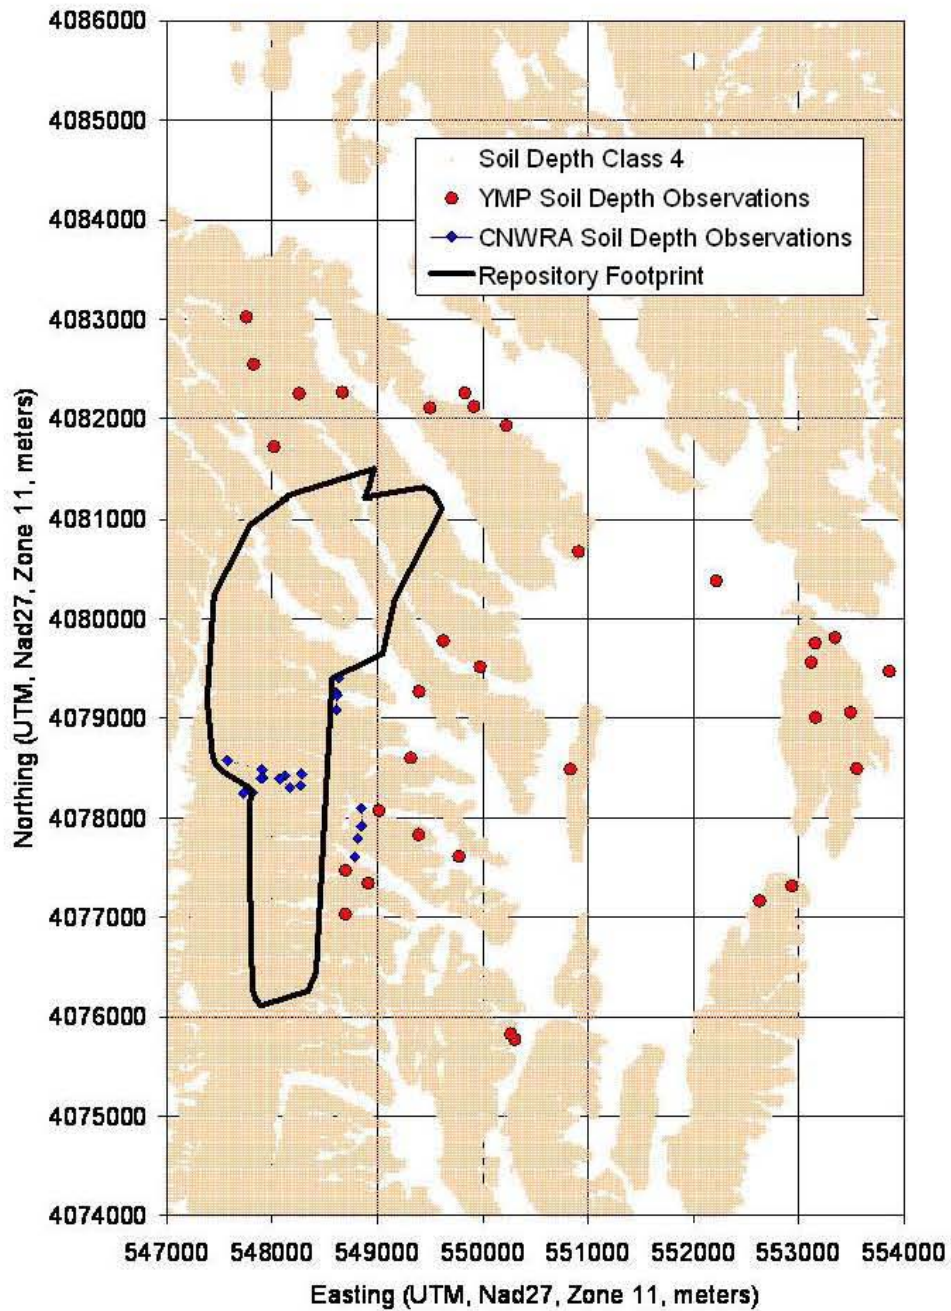 4086000
4085000
4084000
4083000
4082000
4081000
4080000
4079000
4078000
4077000
4076000
4075000
4074000
Northing (UTM, Nad27, Zone 11, meters)
Soil Depth Class 4
YMP Soil Depth Observations
CNWRA Soil Depth Observations
Repository Footprint
547000 548000 549000 550000 551000 552000 553000 554000
Easting (UTM, Nad27, Zone 11, meters)